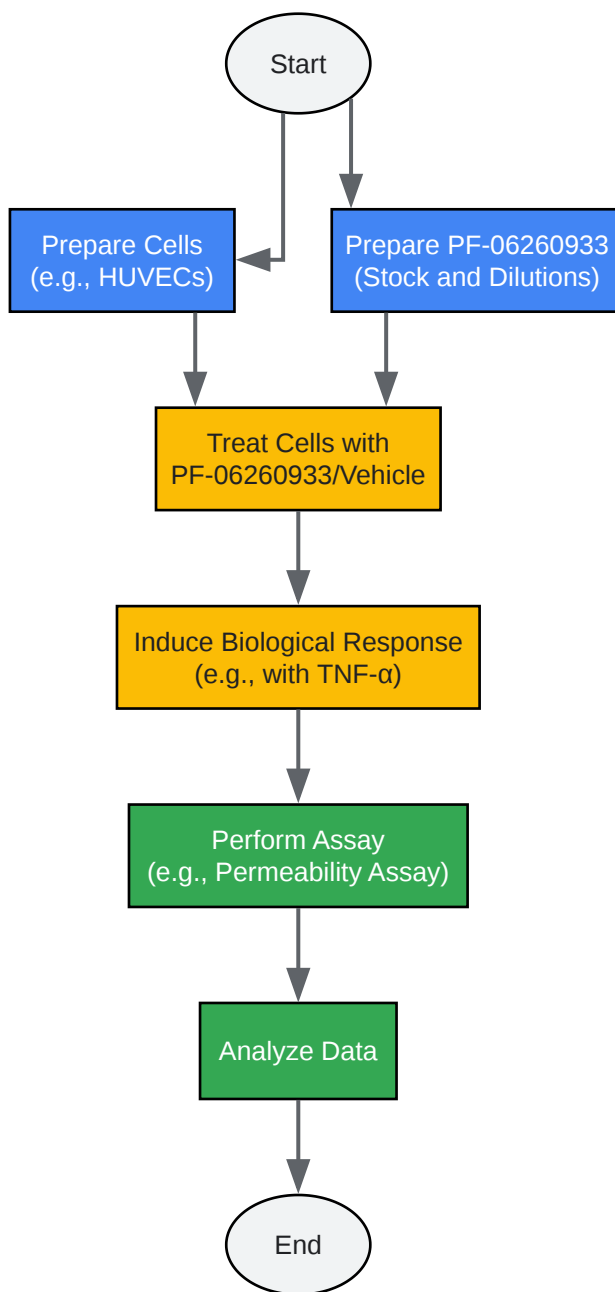 Start
Prepare Cells
(e.g., HUVECs)
Prepare PF-06260933
(Stock and Dilutions)
Treat Cells with
PF-06260933/Vehicle
Induce Biological Response
(e.g., with TNF-α)
Perform Assay
(e.g., Permeability Assay)
Analyze Data
End